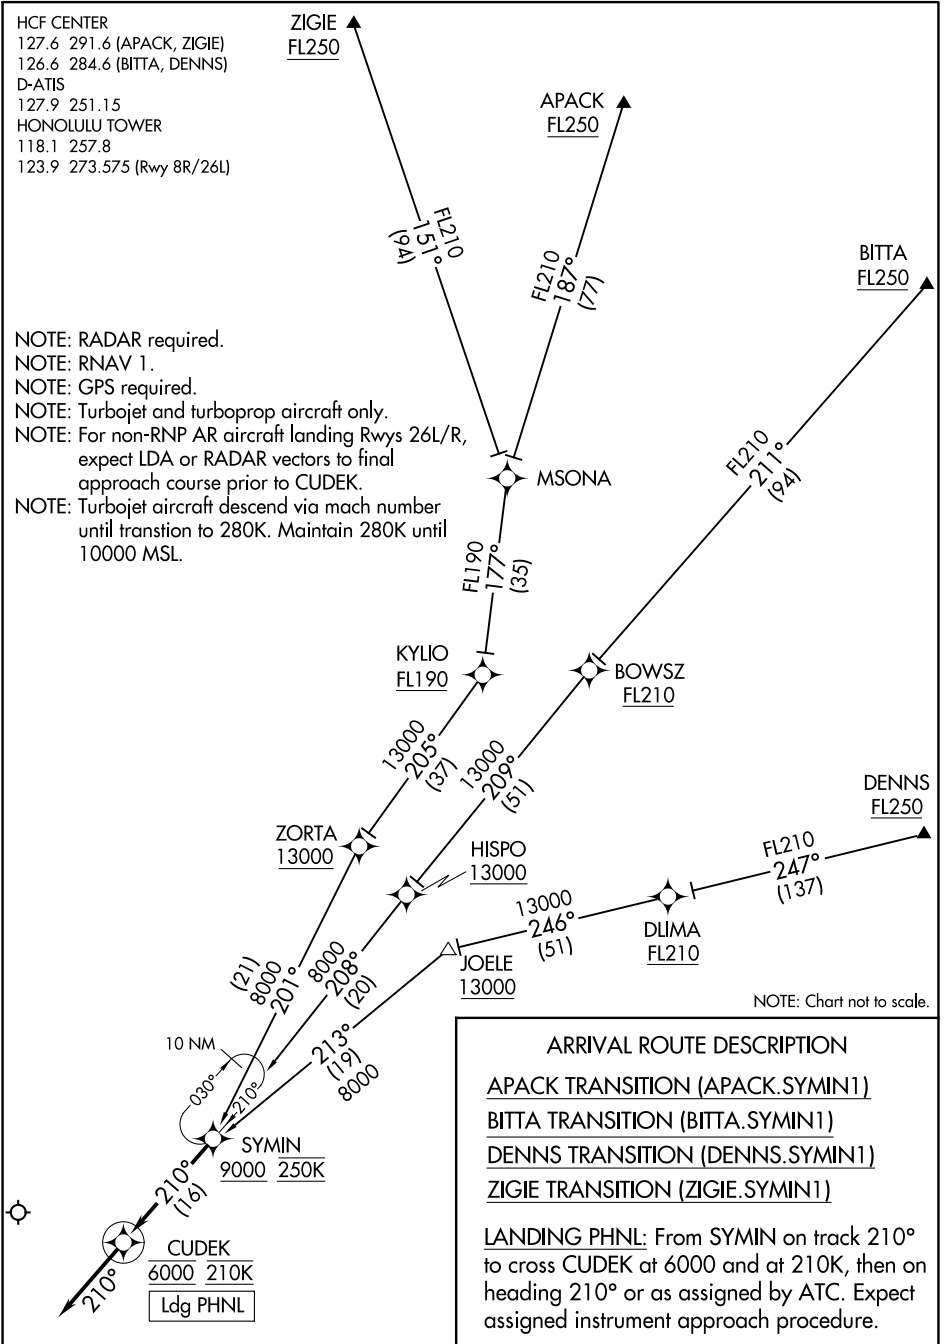 HCF CENTER
127.6 291.6 (APACK, ZIGIE)
126.6 284.6 (BITTA, DENNS)
D-ATIS
127.9 251.15
HONOLULU TOWER
118.1 257.8
123.9 273.575 (Rwy 8R/26L)
ZIGIE
FL250
APACK
FL250
BITTA
FL250
FL210
151°
(94)
FL210
187°
(77)
FL210
211°
(94)
NOTE: RADAR required.
NOTE: RNAV 1.
NOTE: GPS required.
NOTE: Turbojet and turboprop aircraft only.
NOTE: For non-RNP AR aircraft landing Rwys 26L/R,
expect LDA or RADAR vectors to final
approach course prior to CUDEK.
NOTE: Turbojet aircraft descend via mach number
until transtion to 280K. Maintain 280K until
10000 MSL.
MSONA
FL190
177°
(35)
KYLIO
FL190
BOWSZ
FL210
13000
205°
(37)
13000
209°
(51)
DENNS
FL250
ZORTA
13000
HISPO
13000
FL210
247°
(137)
13000
246°
(51)
DLIMA
FL210
JOELE
13000
(21)
8000
201°
8000
208°
(20)
213°
(19)
8000
NOTE: Chart not to scale.
10 NM
030°
210°
SYMIN
9000 250K
210°
(16)
CUDEK
6000 210K
Ldg PHNL
210°
ARRIVAL ROUTE DESCRIPTION
APACK TRANSITION (APACK.SYMIN1)
BITTA TRANSITION (BITTA.SYMIN1)
DENNS TRANSITION (DENNS.SYMIN1)
ZIGIE TRANSITION (ZIGIE.SYMIN1)
LANDING PHNL: From SYMIN on track 210°
to cross CUDEK at 6000 and at 210K, then on
heading 210° or as assigned by ATC. Expect
assigned instrument approach procedure.